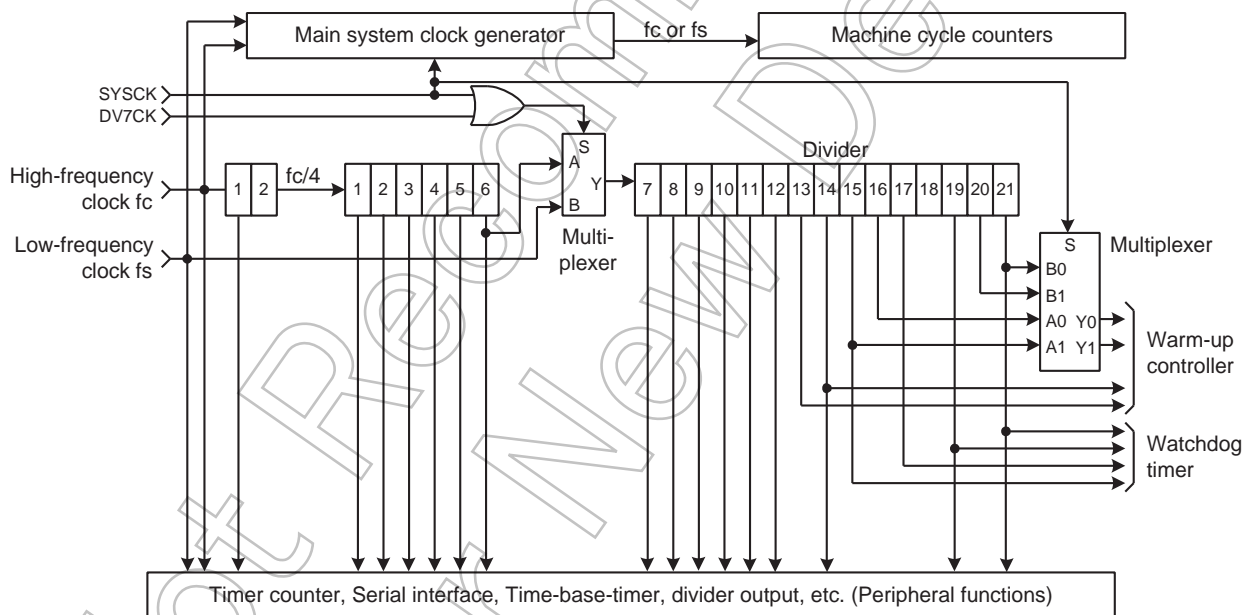 Main system clock generator
fc or fs
Machine cycle counters
SYSCK
DV7CK
High-frequency
clock fc
1 2
fc/4
1 2 3 4 5 6
S
A
Y
B
Multi-
plexer
Divider
7 8 9 10 11 12 13 14 15 16 17 18 19 20 21
Low-frequency
clock fs
S
Multiplexer
B0
B1
A0 Y0
A1 Y1
Warm-up
controller
Watchdog
timer
Timer counter, Serial interface, Time-base-timer, divider output, etc. (Peripheral functions)